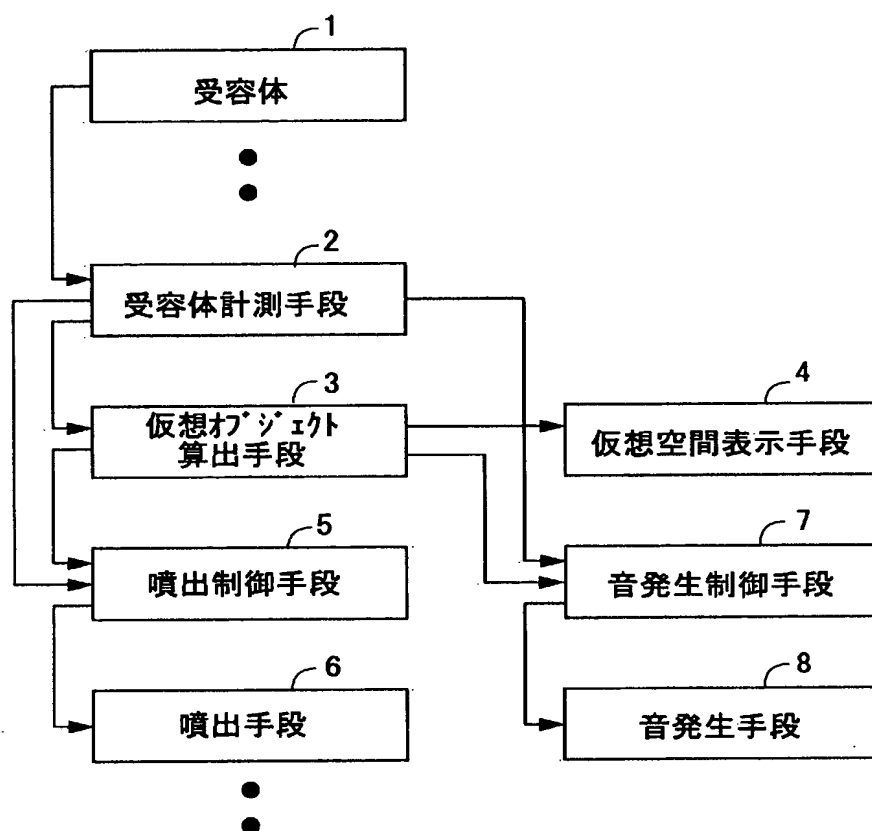 1
受容体
2
受容体計測手段
3
仮想オブジェクト
算出手段
4
仮想空間表示手段
5
噴出制御手段
7
音発生制御手段
6
噴出手段
8
音発生手段